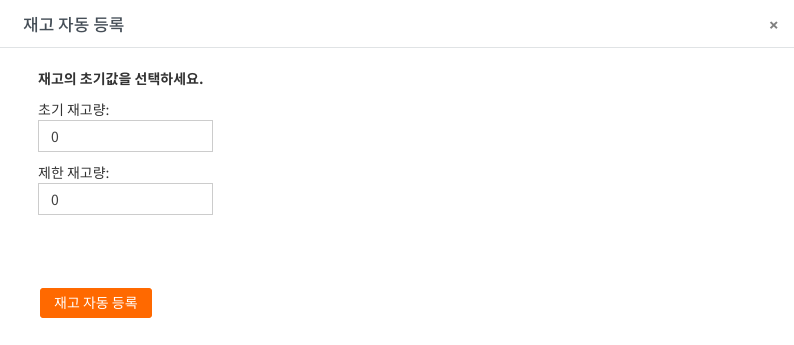 재고 자동 등록
×
재고의 초기값을 선택하세요.
초기 재고량:
0
제한 재고량:
0
재고 자동 등록